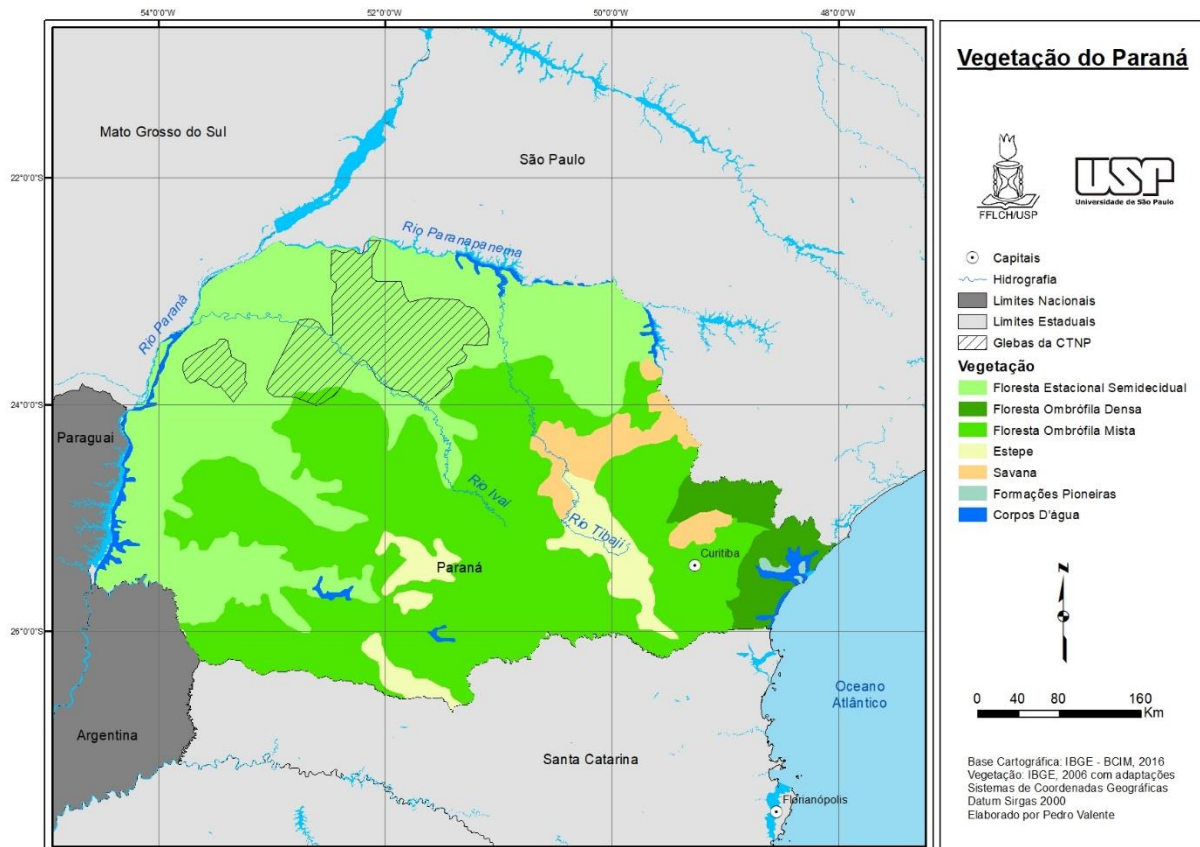 54°0'0"W
52°0'0"W
50°0'0"W
48°0'0"W
22°0'0"S
24°0'0"S
26°0'0"S
Mato Grosso do Sul
São Paulo
Rio Paranapanema
Rio Paraná
Paraguai
Rio Ivaí
Rio Tibaji
Curitiba
Paraná
Argentina
Santa Catarina
Oceano
Atlântico
Florianópolis
Vegetação do Paraná
FFLCH/USP
USP
Universidade de São Paulo
Capitais
Hidrografia
Limites Nacionais
Limites Estaduais
Glebas da CTNP
Vegetação
Floresta Estacional Semidecidual
Floresta Ombrófila Densa
Floresta Ombrófila Mista
Estepe
Savana
Formações Pioneiras
Corpos D'água
N
0 40 80 160
Km
Base Cartográfica: IBGE - BCIM, 2016
Vegetação: IBGE, 2006 com adaptações
Sistemas de Coordenadas Geográficas
Datum Sirgas 2000
Elaborado por Pedro Valente